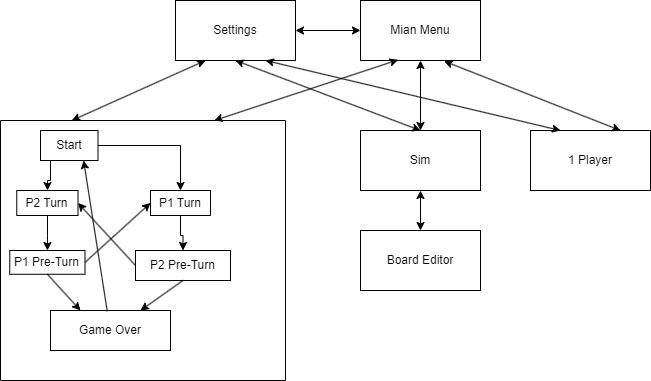 Settings
Mian Menu
Start
Sim
1 Player
P2 Turn
P1 Turn
P1 Pre-Turn
P2 Pre-Turn
Board Editor
Game Over